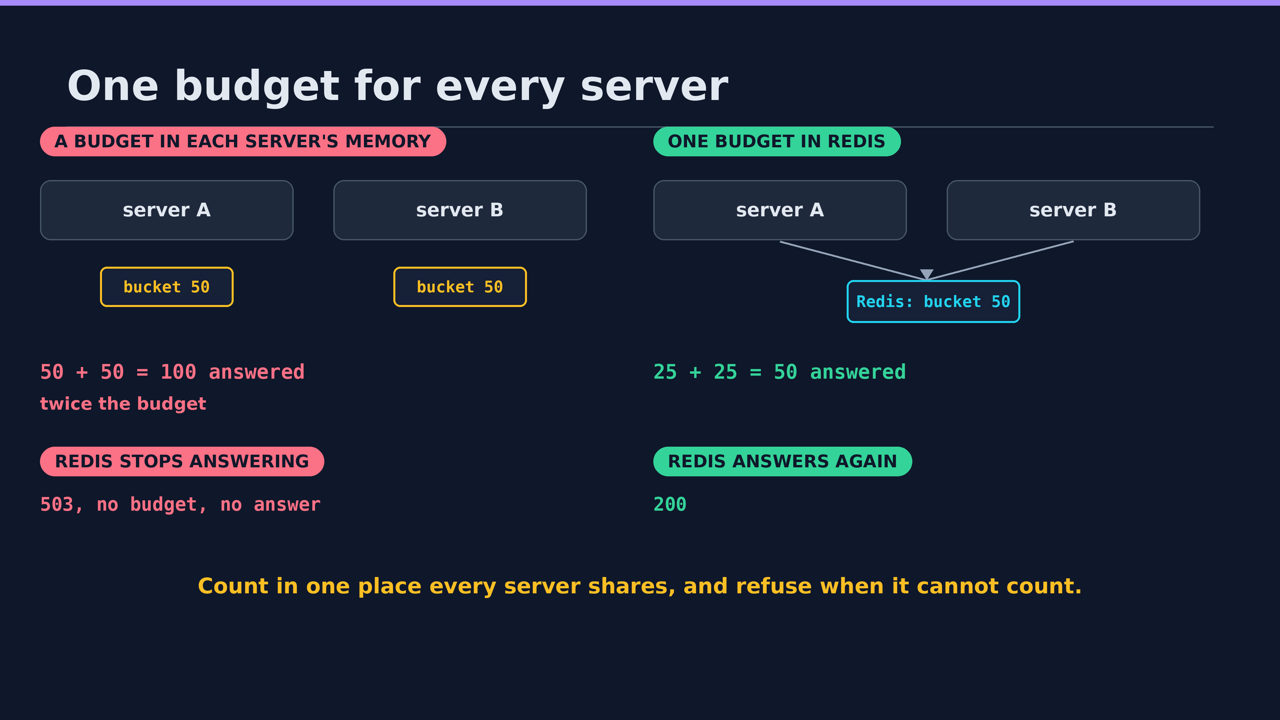 One budget for every server
A BUDGET IN EACH SERVER'S MEMORY
server A
server B
bucket 50
bucket 50
50 + 50 = 100 answered
twice the budget
ONE BUDGET IN REDIS
server A
server B
Redis: bucket 50
25 + 25 = 50 answered
REDIS STOPS ANSWERING
503, no budget, no answer
REDIS ANSWERS AGAIN
200
Count in one place every server shares, and refuse when it cannot count.